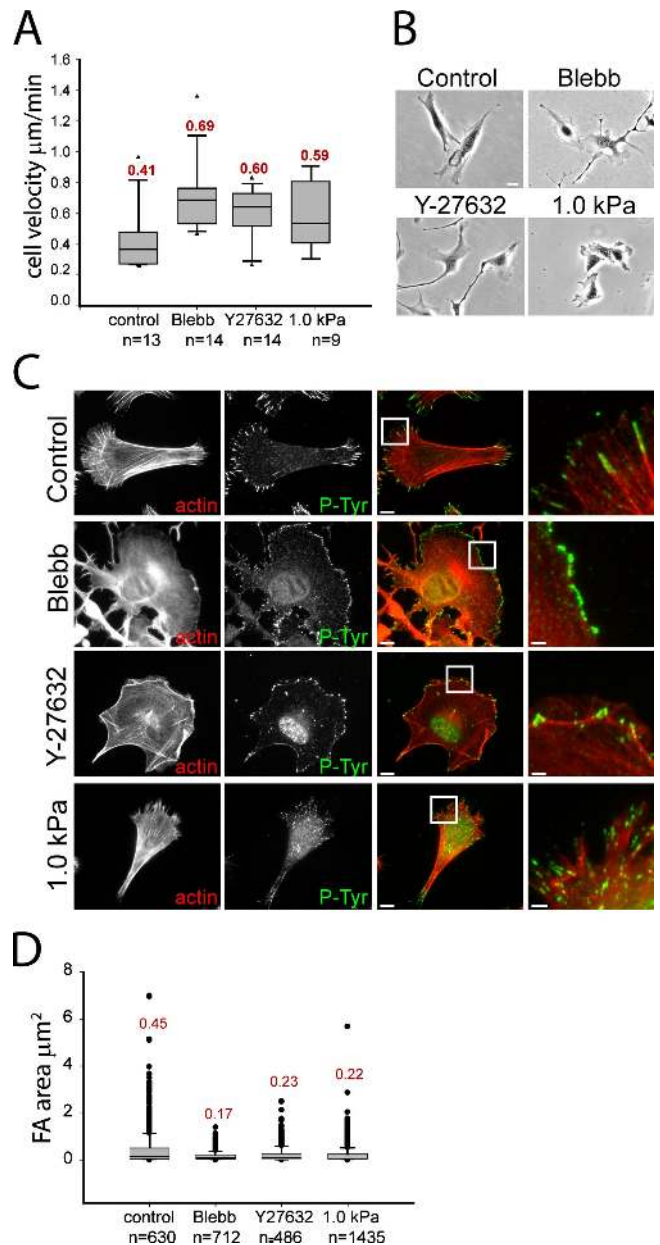 A
cell velocity μm/min
1.6
1.4
1.2
1.0
0.8
0.6
0.4
0.2
0.0
0.41
0.69
0.60
0.59
control Blebb Y27632 1.0 kPa
n=13 n=14 n=14 n=9
B
Control Blebb
Y-27632 1.0 kPa
C
Control
actin P-Tyr
Blebb
actin P-Tyr
Y-27632
actin P-Tyr
1.0 kPa
actin P-Tyr
D
FA area μm²
8
6
4
2
0
0.45
0.17
0.23
0.22
control Blebb Y27632 1.0 kPa
n=630 n=712 n=486 n=1435